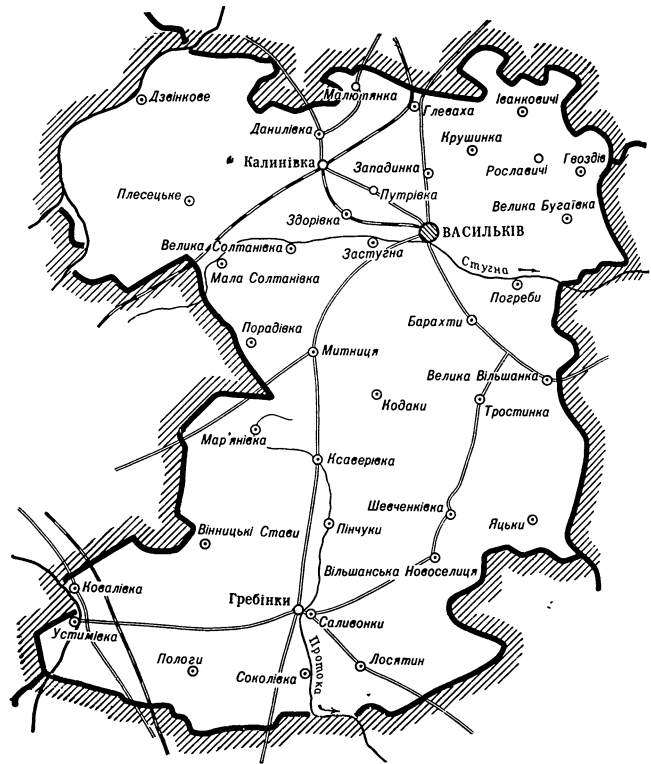 Дзвінкове
Малютянка
Іванковичі
Глеваха
Данилівка
Крушинка
Калинівка
Западинка
Рославичі
Гвоздів
Плесецьке
Путрівка
Велика Бугаївка
Здорівка
ВАСИЛЬКІВ
Велика Солтанівка
Застугна
Стугна
Мала Солтанівка
Погреби
Барахти
Порадівка
Митниця
Велика Вільшанка
Кодаки
Тростинка
Мар'янівка
Ксаверівка
Шевченківка
Вінницькі Стави
Пінчуки
Яцьки
Вільшанська Новоселиця
Ковалівка
Гребінки
Саливонки
Устимівка
Протока
Пологи
Соколівка
Лосятин